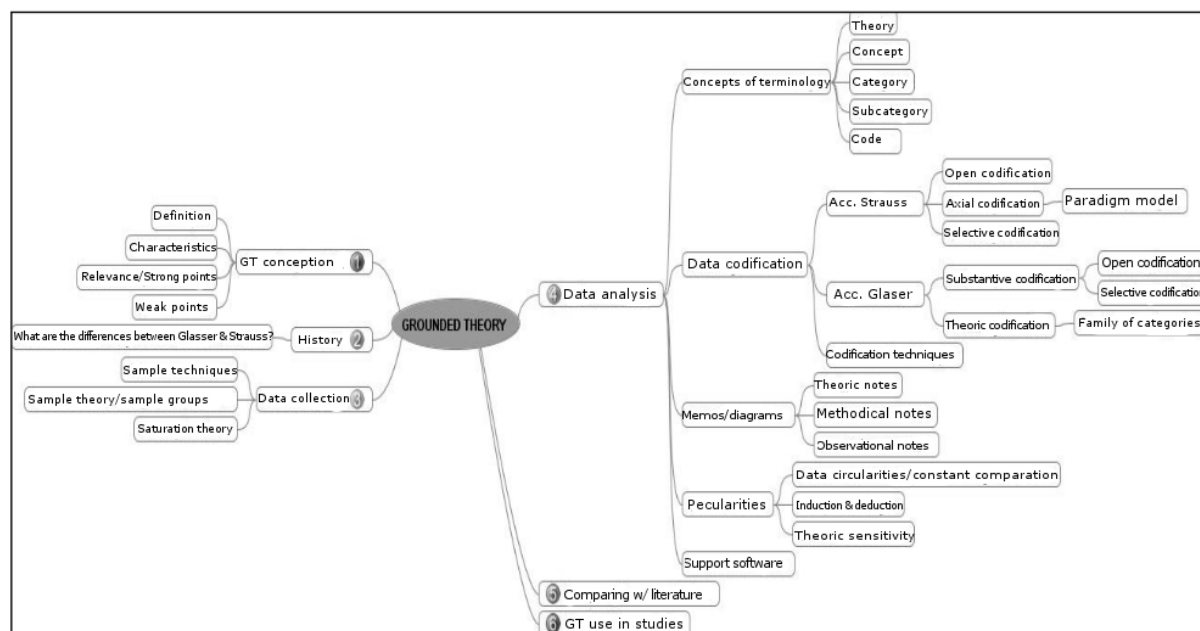 GROUNDED THEORY
1 GT conception
Definition
Characteristics
Relevance/Strong points
Weak points
2 History
What are the differences between Glasser & Strauss?
3 Data collection
Sample techniques
Sample theory/sample groups
Saturation theory
4 Data analysis
Concepts of terminology
Theory
Concept
Category
Subcategory
Code
Data codification
Acc. Strauss
Open codification
Axial codification
Paradigm model
Selective codification
Acc. Glaser
Substantive codification
Open codification
Selective codification
Theoric codification
Family of categories
Codification techniques
Memos/diagrams
Theoric notes
Methodical notes
Observational notes
Pecularities
Data circularities/constant comparation
Induction & deduction
Theoric sensitivity
Support software
5 Comparing w/ literature
6 GT use in studies